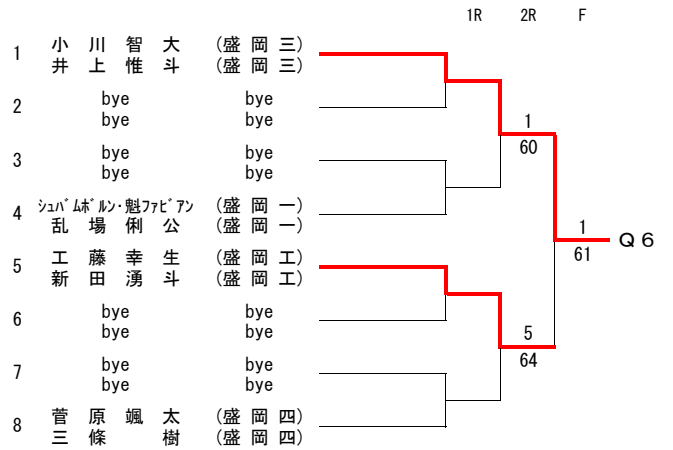 1R 2R F
1 小川智大 (盛岡三)
井上惟斗 (盛岡三)
2 bye bye
bye bye
3 bye bye
bye bye
4 ｼｭﾊﾞﾑﾎﾞﾙﾝ･魁ﾌｧﾋﾞｱﾝ (盛岡一)
乱場俐公 (盛岡一)
5 工藤幸生 (盛岡工)
新田湧斗 (盛岡工)
6 bye bye
bye bye
7 bye bye
bye bye
8 菅原颯太 (盛岡四)
三條樹 (盛岡四)
1
60
5
64
1
61
Q6